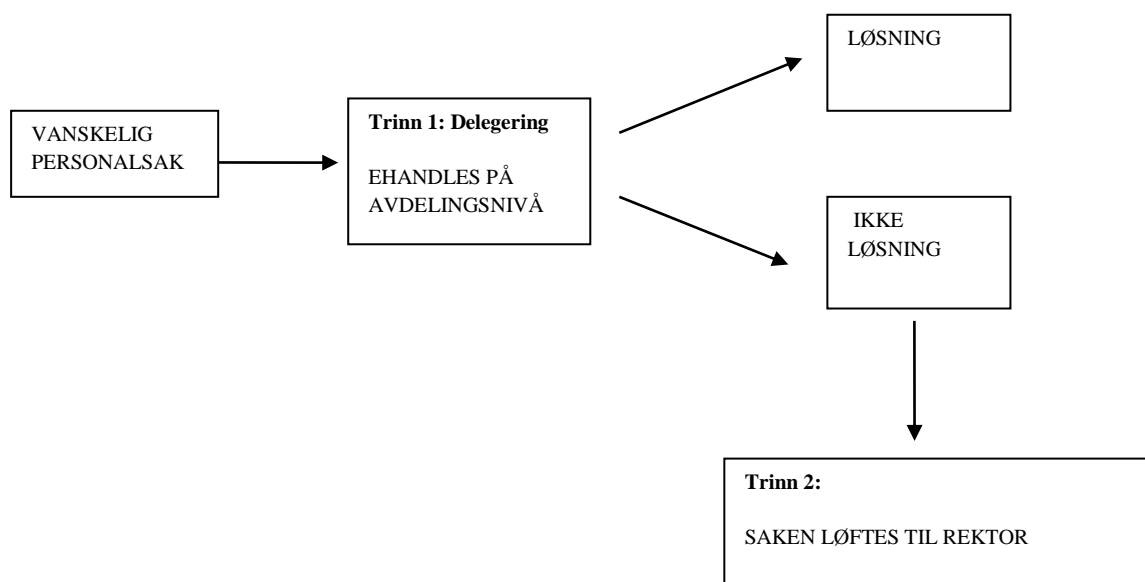 VANSKELIG
PERSONALSAK
Trinn 1: Delegering
EHANDLES PÅ
AVDELINGSNIVÅ
LØSNING
IKKE
LØSNING
Trinn 2:
SAKEN LØFTES TIL REKTOR